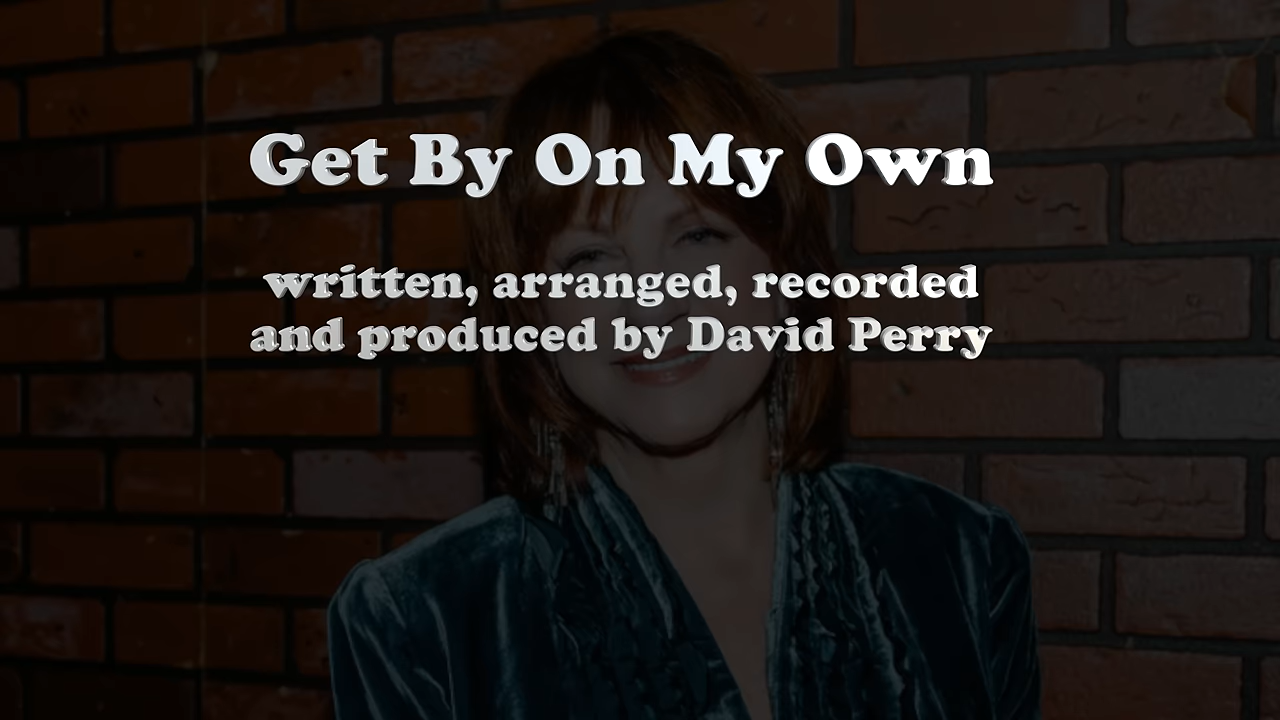 Get By On My Own
written, arranged, recorded
and produced by David Perry